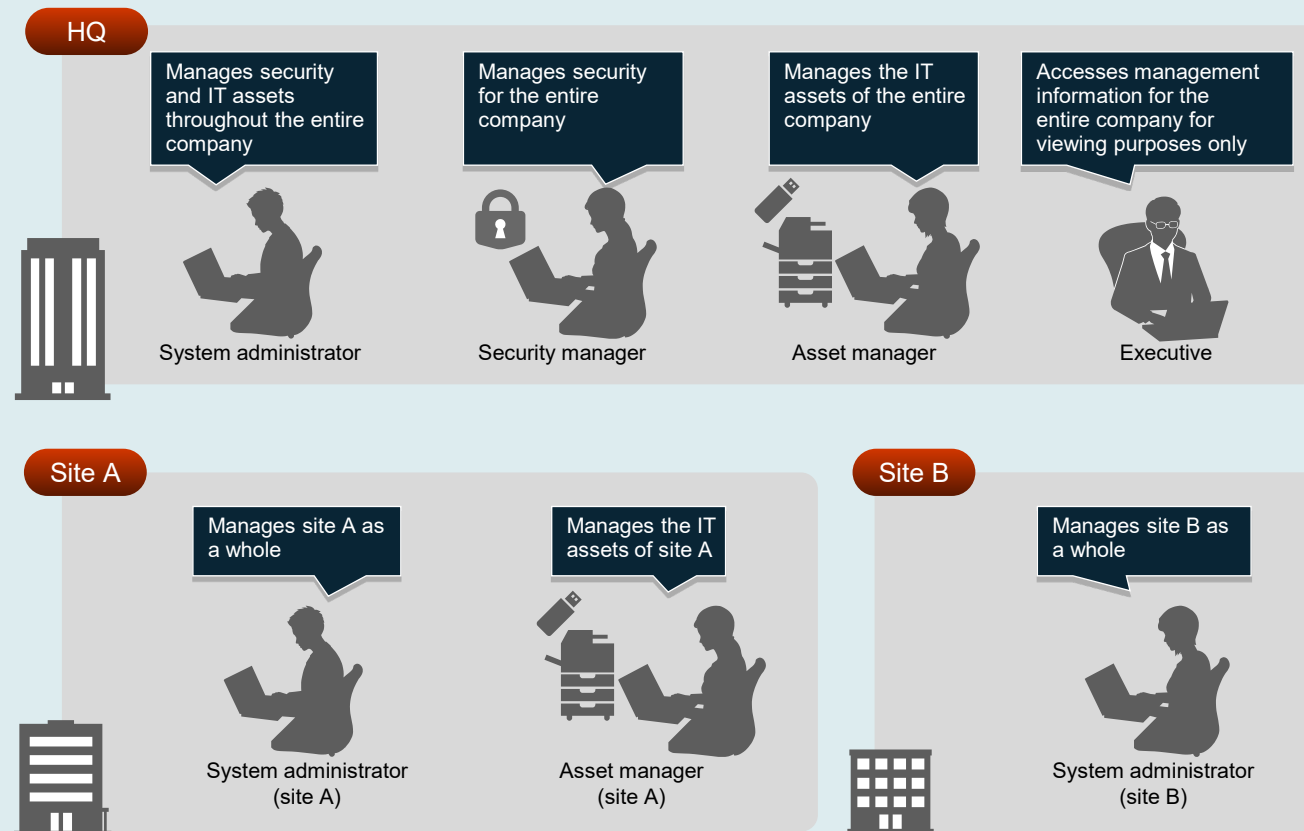 HQ
Manages security
and IT assets
throughout the entire
company
Manages security
for the entire
company
Manages the IT
assets of the entire
company
Accesses management
information for the
entire company for
viewing purposes only
System administrator
Security manager
Asset manager
Executive
Site A
Manages site A as
a whole
Manages the IT
assets of site A
System administrator
(site A)
Asset manager
(site A)
Site B
Manages site B as
a whole
System administrator
(site B)